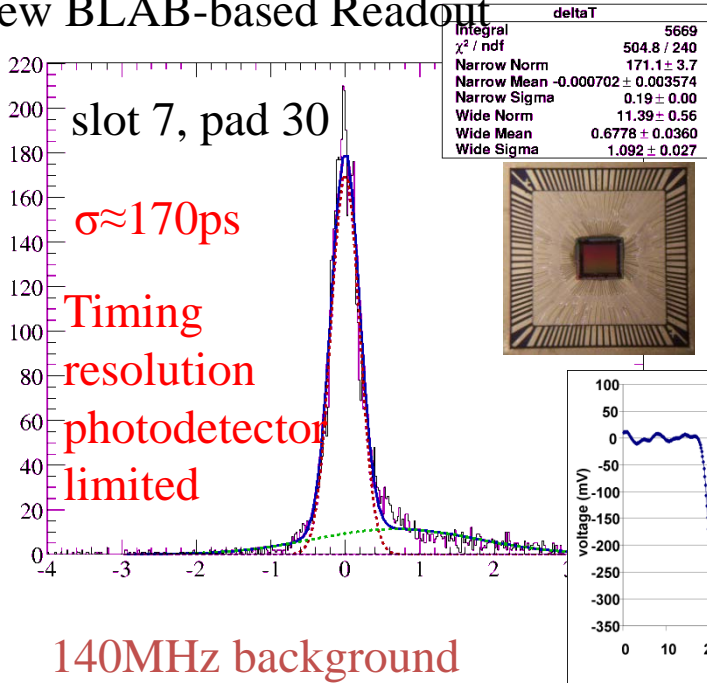 ew BLAB-based Readout
deltaT
Integral 5669
χ² / ndf 504.8 / 240
Narrow Norm 171.1 ± 3.7
Narrow Mean -0.000702 ± 0.003574
Narrow Sigma 0.19 ± 0.00
Wide Norm 11.39 ± 0.56
Wide Mean 0.6778 ± 0.0360
Wide Sigma 1.092 ± 0.027
220
200
180
160
140
120
100
80
60
40
20
0
-4 -3 -2 -1 0 1 2
slot 7, pad 30
σ≈170ps
Timing
resolution
photodetector
limited
voltage (mV)
100
50
0
-50
-100
-150
-200
-250
-300
-350
0 10 2
140MHz background